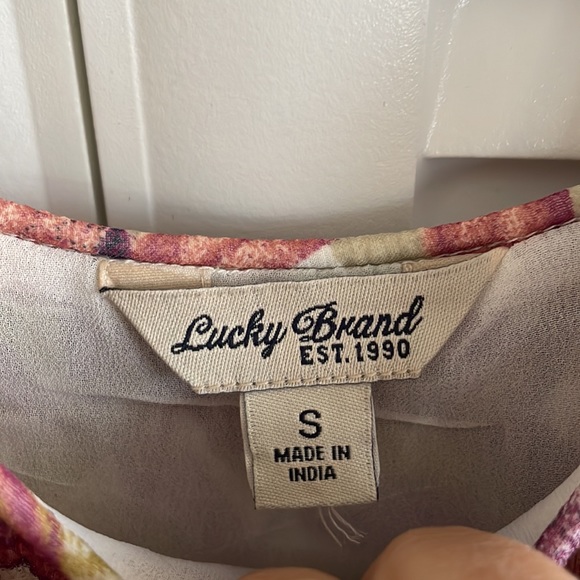 Lucky Brand
EST. 1990
S
MADE IN
INDIA